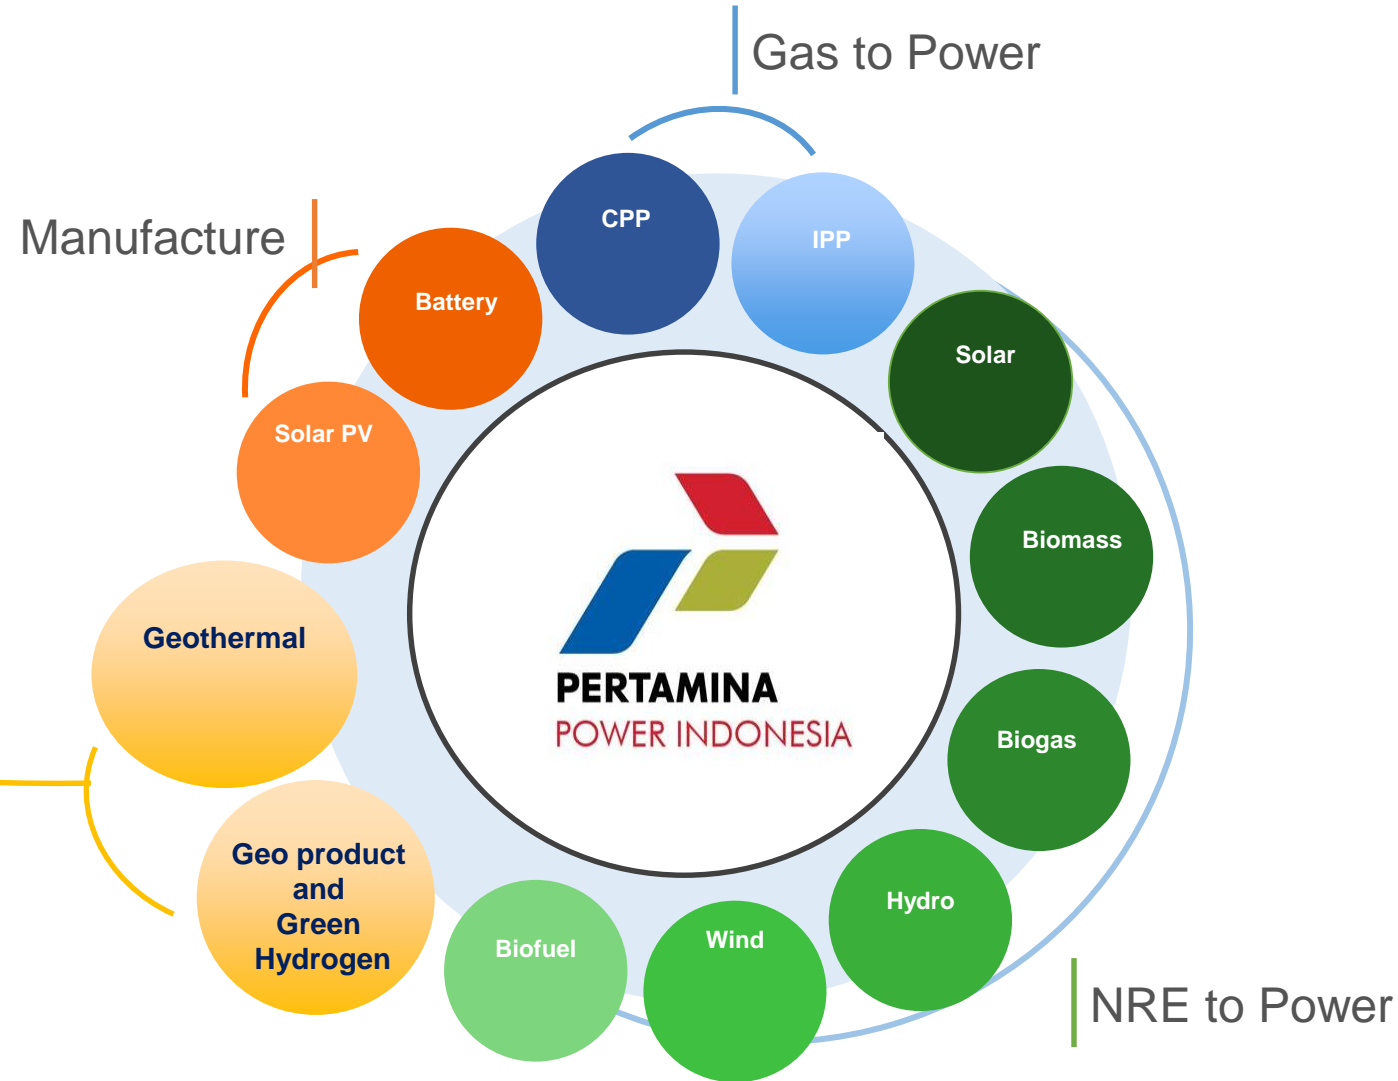 Gas to Power
Manufacture
CPP
IPP
Battery
Solar
Solar PV
Biomass
Geothermal
PERTAMINA
POWER INDONESIA
Biogas
Geo product
and
Green
Hydrogen
Hydro
Wind
Biofuel
NRE to Power